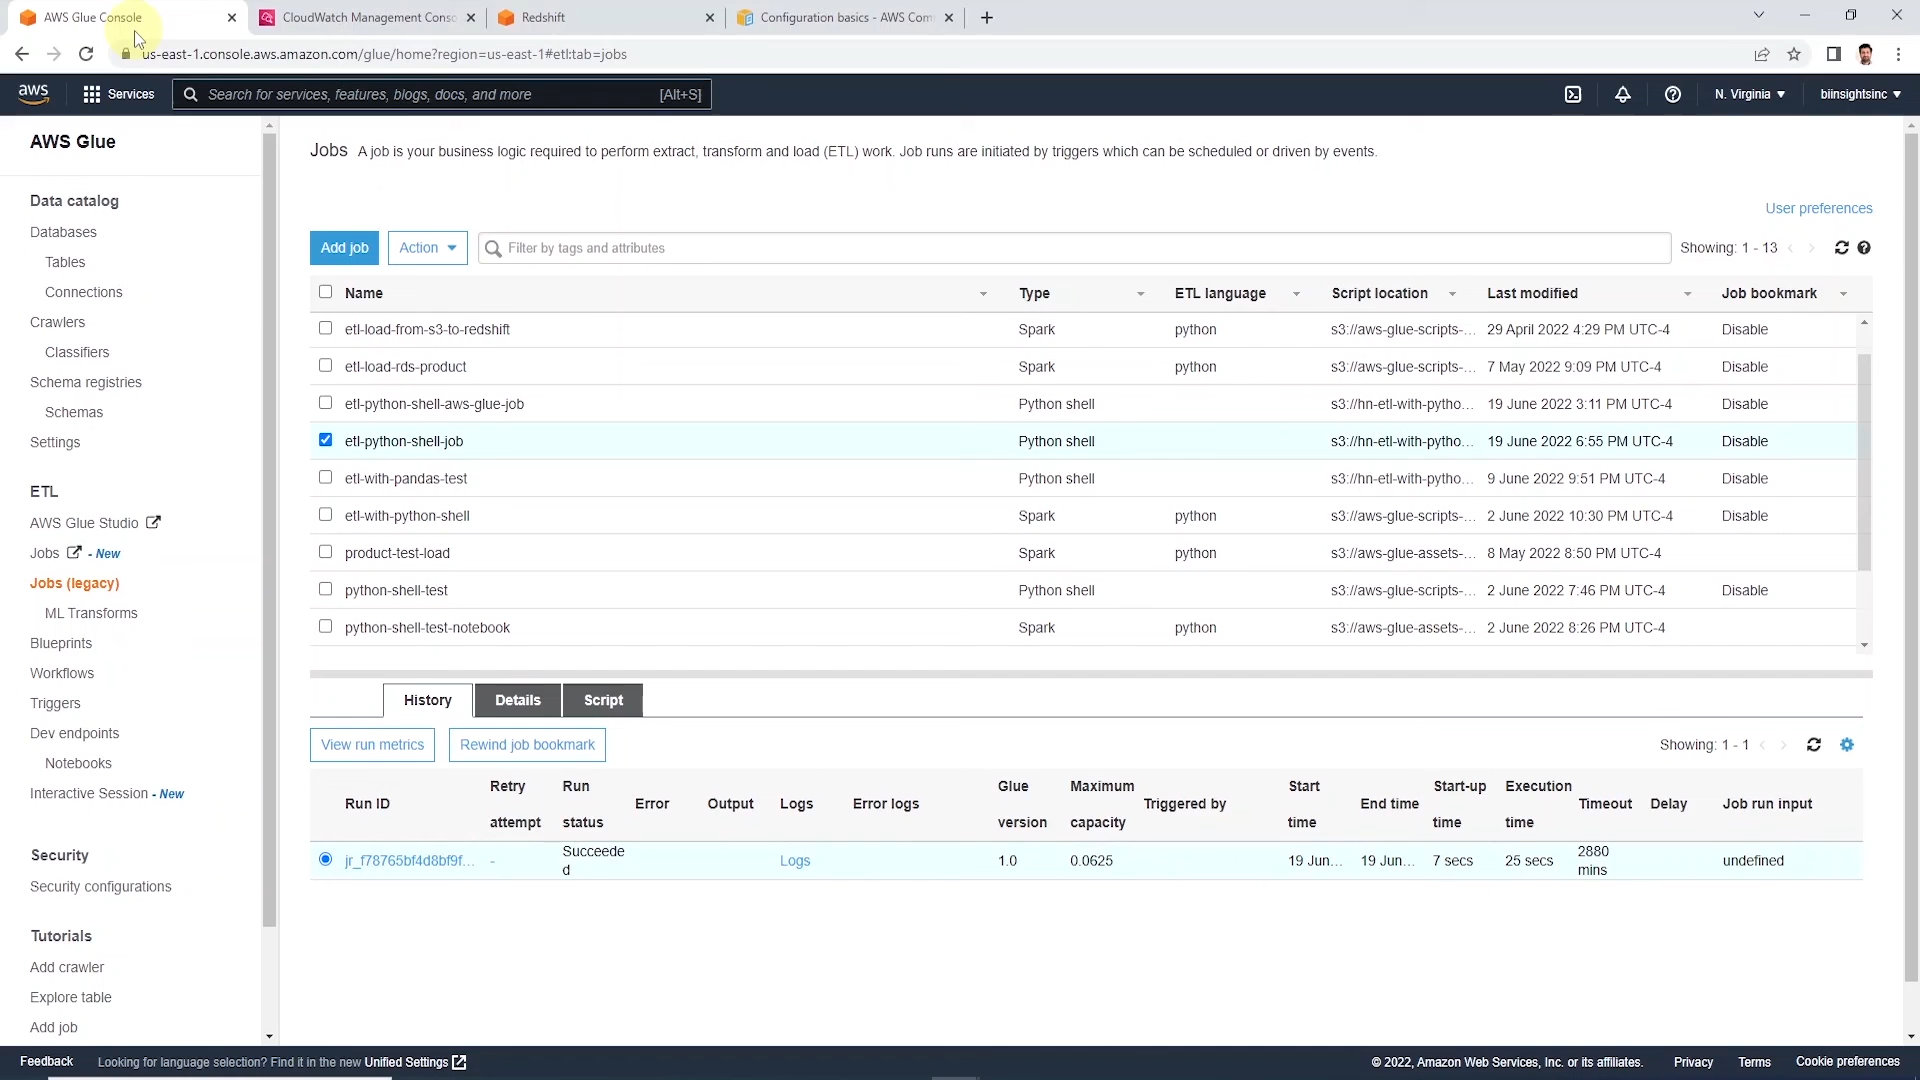 AWS Glue Console
CloudWatch Management Conso
Redshift
Configuration basics - AWS Com
us-east-1.console.aws.amazon.com/glue/home?region=us-east-1#etl:tab=jobs
aws
Services
Search for services, features, blogs, docs, and more
[Alt+S]
N. Virginia
biinsightsinc
AWS Glue
Data catalog
Databases
Tables
Connections
Crawlers
Classifiers
Schema registries
Schemas
Settings
ETL
AWS Glue Studio
Jobs - New
Jobs (legacy)
ML Transforms
Blueprints
Workflows
Triggers
Dev endpoints
Notebooks
Interactive Session - New
Security
Security configurations
Tutorials
Add crawler
Explore table
Add job
Jobs A job is your business logic required to perform extract, transform and load (ETL) work. Job runs are initiated by triggers which can be scheduled or driven by events.
User preferences
Add job Action Filter by tags and attributes Showing: 1 - 13
Name Type ETL language Script location Last modified Job bookmark
etl-load-from-s3-to-redshift Spark python s3://aws-glue-scripts-... 29 April 2022 4:29 PM UTC-4 Disable
etl-load-rds-product Spark python s3://aws-glue-scripts-... 7 May 2022 9:09 PM UTC-4 Disable
etl-python-shell-aws-glue-job Python shell s3://hn-etl-with-pytho... 19 June 2022 3:11 PM UTC-4 Disable
etl-python-shell-job Python shell s3://hn-etl-with-pytho... 19 June 2022 6:55 PM UTC-4 Disable
etl-with-pandas-test Python shell s3://hn-etl-with-pytho... 9 June 2022 9:51 PM UTC-4 Disable
etl-with-python-shell Spark python s3://aws-glue-scripts-... 2 June 2022 10:30 PM UTC-4 Disable
product-test-load Spark python s3://aws-glue-assets-... 8 May 2022 8:50 PM UTC-4
python-shell-test Python shell s3://aws-glue-scripts-... 2 June 2022 7:46 PM UTC-4 Disable
python-shell-test-notebook Spark python s3://aws-glue-assets-... 2 June 2022 8:26 PM UTC-4
History Details Script
View run metrics Rewind job bookmark Showing: 1 - 1
Run ID Retry attempt Run status Error Output Logs Error logs Glue version Maximum capacity Triggered by Start time End time Start-up time Execution time Timeout Delay Job run input
jr_f78765bf4d8bf9f... - Succeeded Logs 1.0 0.0625 19 Jun... 19 Jun... 7 secs 25 secs 2880 mins undefined
Feedback Looking for language selection? Find it in the new Unified Settings © 2022, Amazon Web Services, Inc. or its affiliates. Privacy Terms Cookie preferences